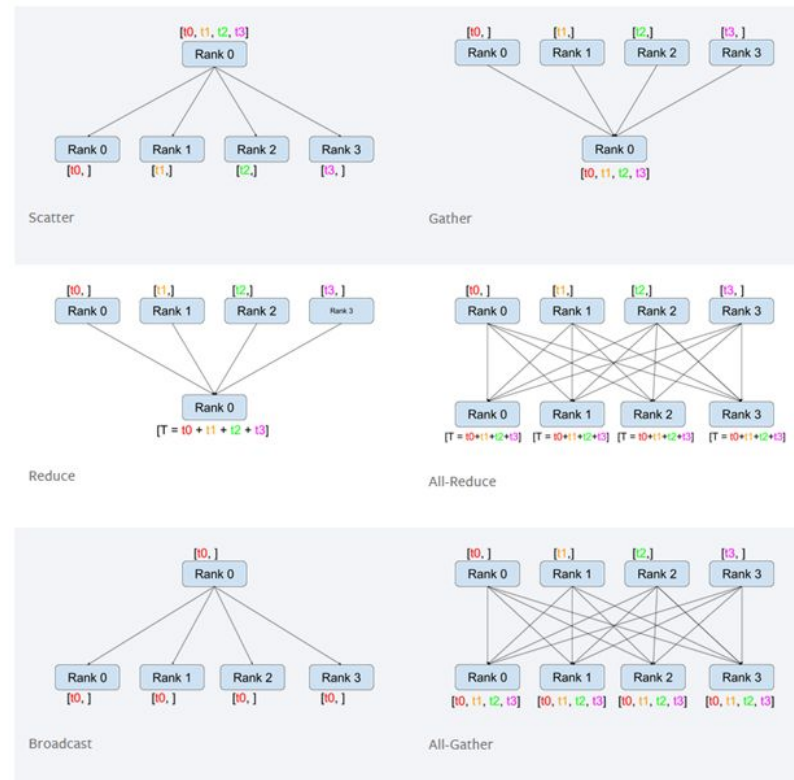 [t0, t1, t2, t3]
Rank 0
Rank 0 Rank 1 Rank 2 Rank 3
[t0, ] [t1,] [t2,] [t3, ]
Scatter
[t0, ] [t1,] [t2,] [t3, ]
Rank 0 Rank 1 Rank 2 Rank 3
Rank 0
[t0, t1, t2, t3]
Gather
[t0, ] [t1,] [t2,] [t3, ]
Rank 0 Rank 1 Rank 2 Rank 3
Rank 0
[T = t0 + t1 + t2 + t3]
Reduce
[t0, ] [t1,] [t2,] [t3, ]
Rank 0 Rank 1 Rank 2 Rank 3
Rank 0 Rank 1 Rank 2 Rank 3
[T = t0+t1+t2+t3] [T = t0+t1+t2+t3] [T = t0+t1+t2+t3] [T = t0+t1+t2+t3]
All-Reduce
[t0, ]
Rank 0
Rank 0 Rank 1 Rank 2 Rank 3
[t0, ] [t0, ] [t0, ] [t0, ]
Broadcast
[t0, ] [t1,] [t2,] [t3, ]
Rank 0 Rank 1 Rank 2 Rank 3
Rank 0 Rank 1 Rank 2 Rank 3
[t0, t1, t2, t3] [t0, t1, t2, t3] [t0, t1, t2, t3] [t0, t1, t2, t3]
All-Gather